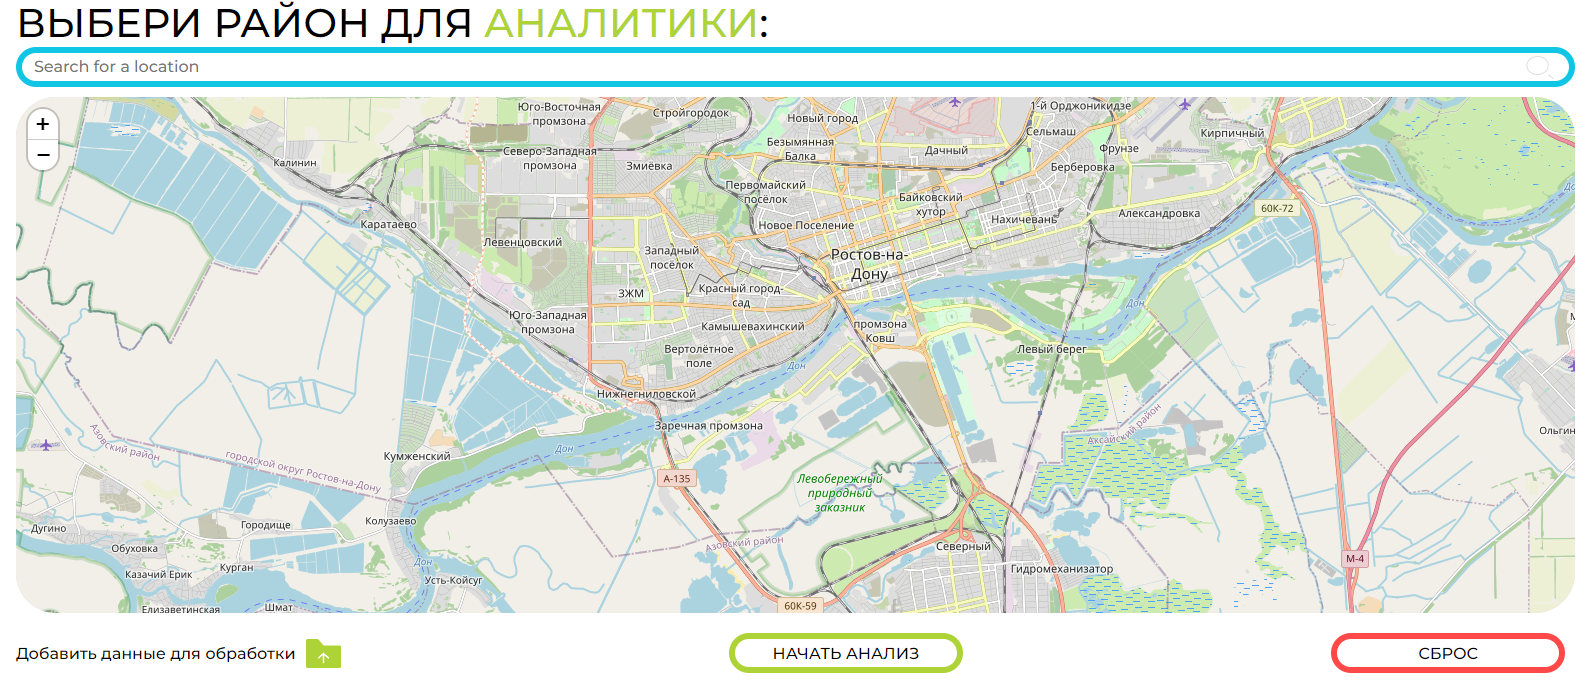 ВЫБЕРИ РАЙОН ДЛЯ АНАЛИТИКИ:
Search for a location
+
−
Юго-Восточная
промзона
Стройгородок
Новый город
1-й Орджоникидзе
Сельмаш
Кирпичный
Калинин
Северо-Западная
промзона
Змиёвка
Безымянная
Балка
Дачный
Фрунзе
Берберовка
Первомайский
посёлок
Байковский
хутор
60К-72
Каратаево
Левенцовский
Новое Поселение
Нахичевань
Александровка
Западный
посёлок
Ростов-на-
Дону
ЗЖМ
Красный город-
сад
Дон
Юго-Западная
промзона
Камышевахинский
промзона
Ковш
6
Вертолётное
поле
Левый берег
Дон
Нижнегниловской
Заречная промзона
Аксайский район
Ольгин
Азовский район
городской округ Ростов-на-Дону
Кумженский
Дон
А-135
Левобережный
природный
заказник
Дугино
Городище
Колузаево
Обуховка
Азовский район
Северный
М-4
Казачий Ерик
Курган
Дон
Усть-Койсуг
Гидромеханизатор
Елизаветинская
Шмат
60К-59
Добавить данные для обработки
НАЧАТЬ АНАЛИЗ
СБРОС